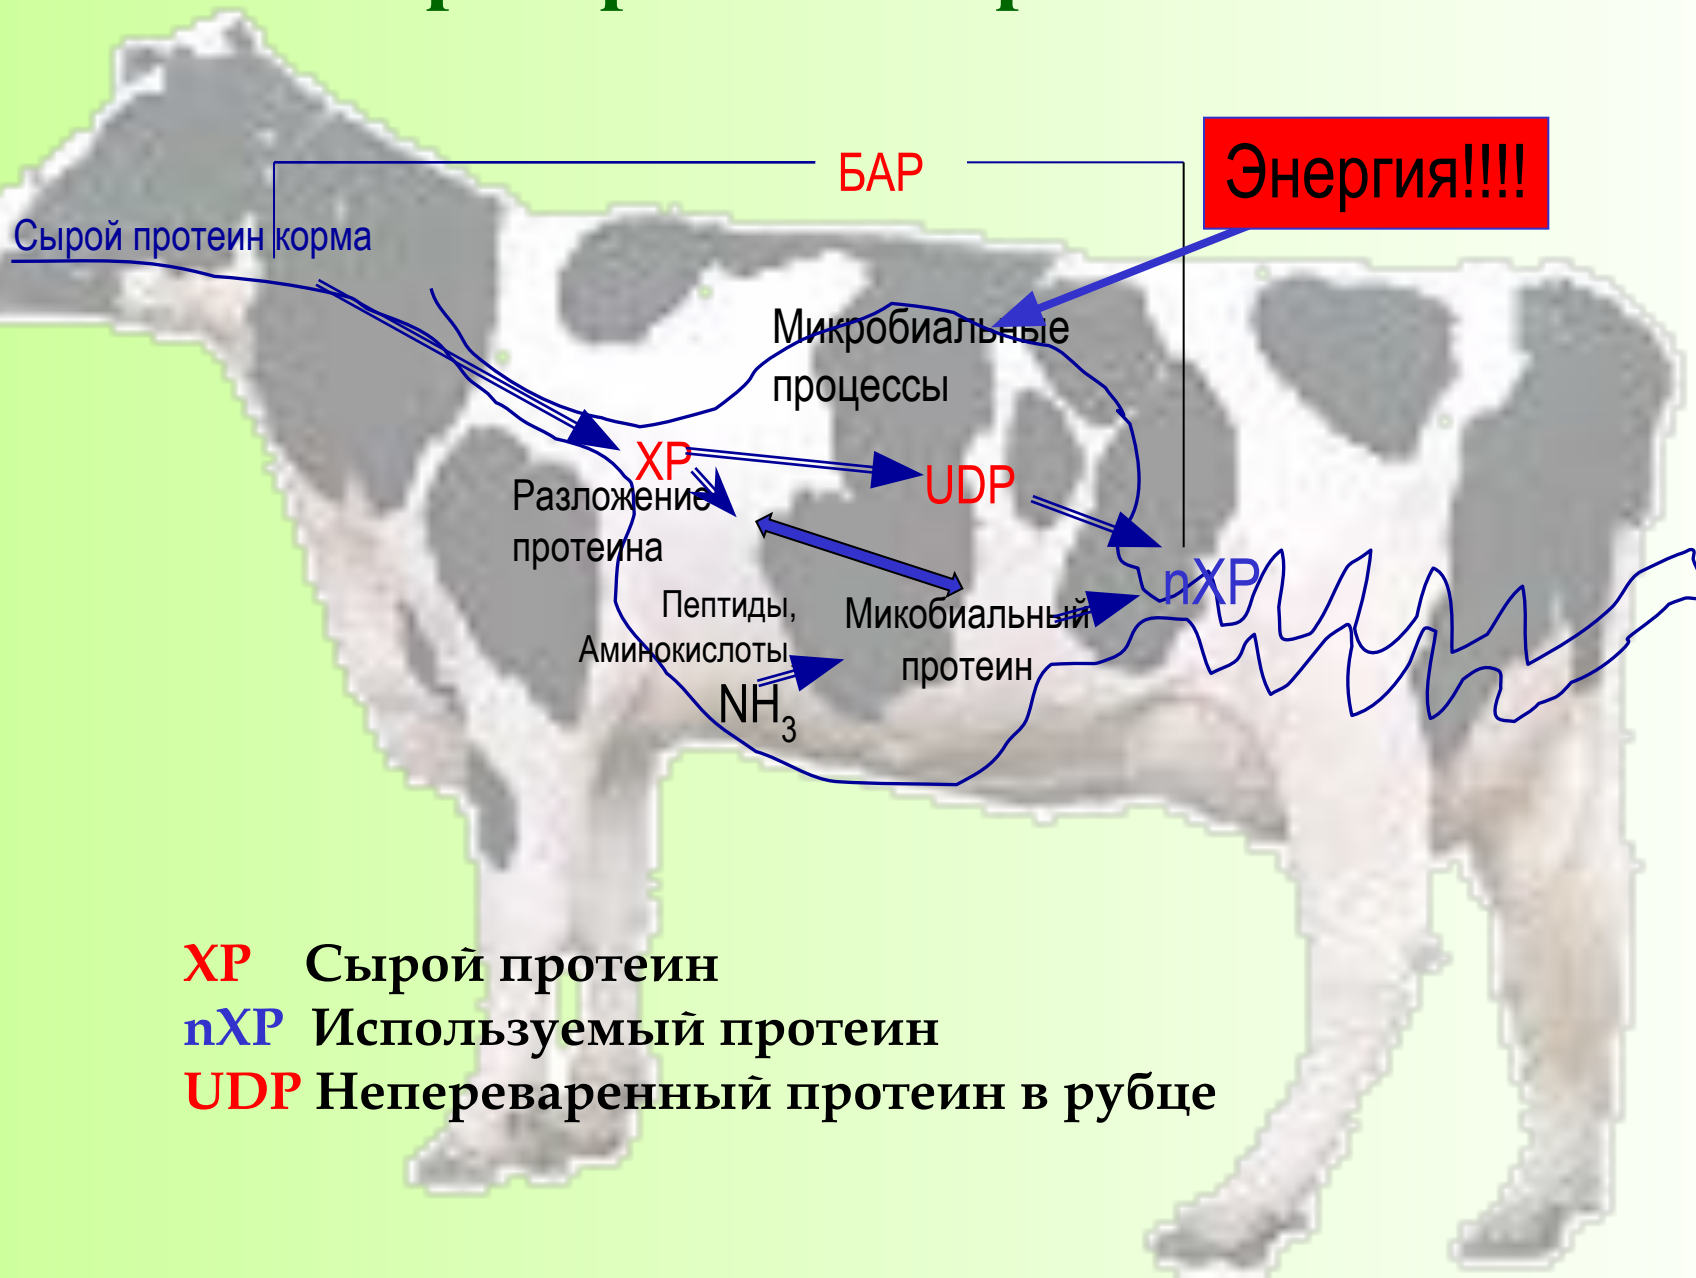 БАР
Энергия!!!!
Сырой протеин корма
Микробиальные
процессы
XP
UDP
Разложение
протеина
nXP
Пептиды,
Аминокислоты,
NH3
Микобиальный
протеин
XP Сырой протеин
nXP Используемый протеин
UDP Непереваренный протеин в рубце